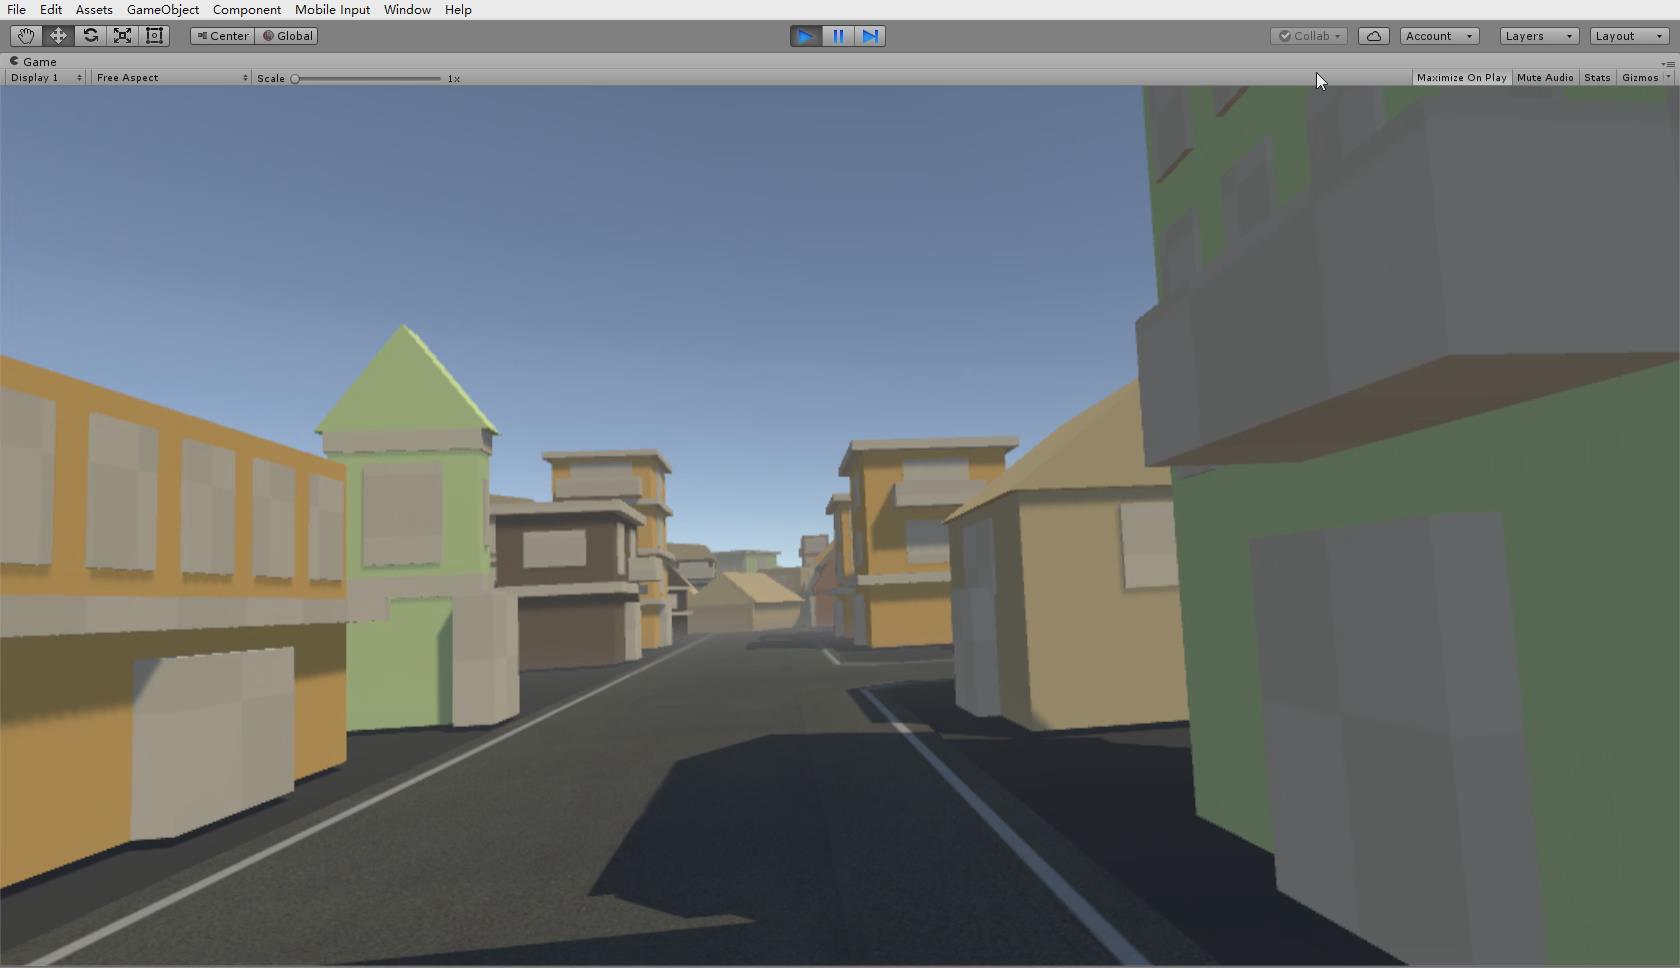 File Edit Assets GameObject Component Mobile Input Window Help
Center Global Collab Account Layers Layout
Game
Display 1 Free Aspect Scale 1x Maximize On Play Mute Audio Stats Gizmos